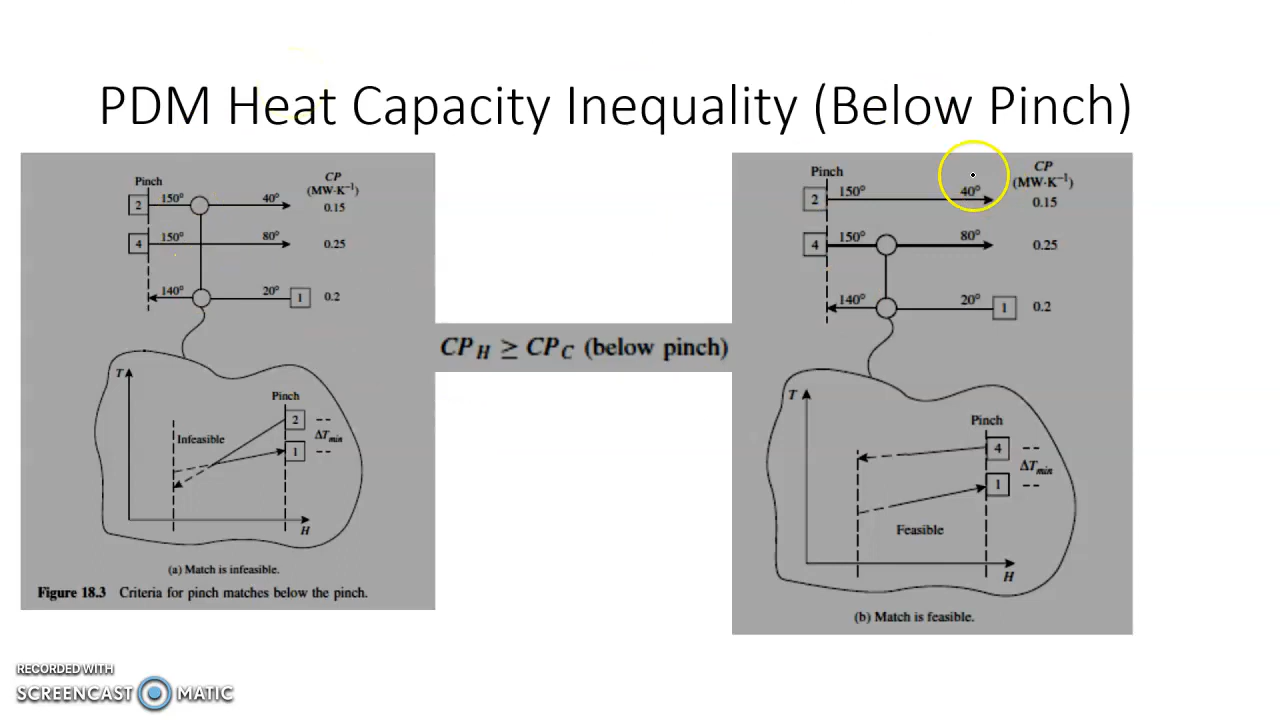 PDM Heat Capacity Inequality (Below Pinch)
Pinch
CP
(MW·K⁻¹)
2 150° 40° 0.15
4 150° 80° 0.25
140° 20° 1 0.2
T
Pinch
2
Infeasible
ΔTmin
1
H
(a) Match is infeasible.
Figure 18.3 Criteria for pinch matches below the pinch.
CPH ≥ CPC (below pinch)
Pinch
CP
(MW·K⁻¹)
2 150° 40° 0.15
4 150° 80° 0.25
140° 20° 1 0.2
T
Pinch
4
ΔTmin
1
Feasible
H
(b) Match is feasible.
RECORDED WITH
SCREENCAST MATIC